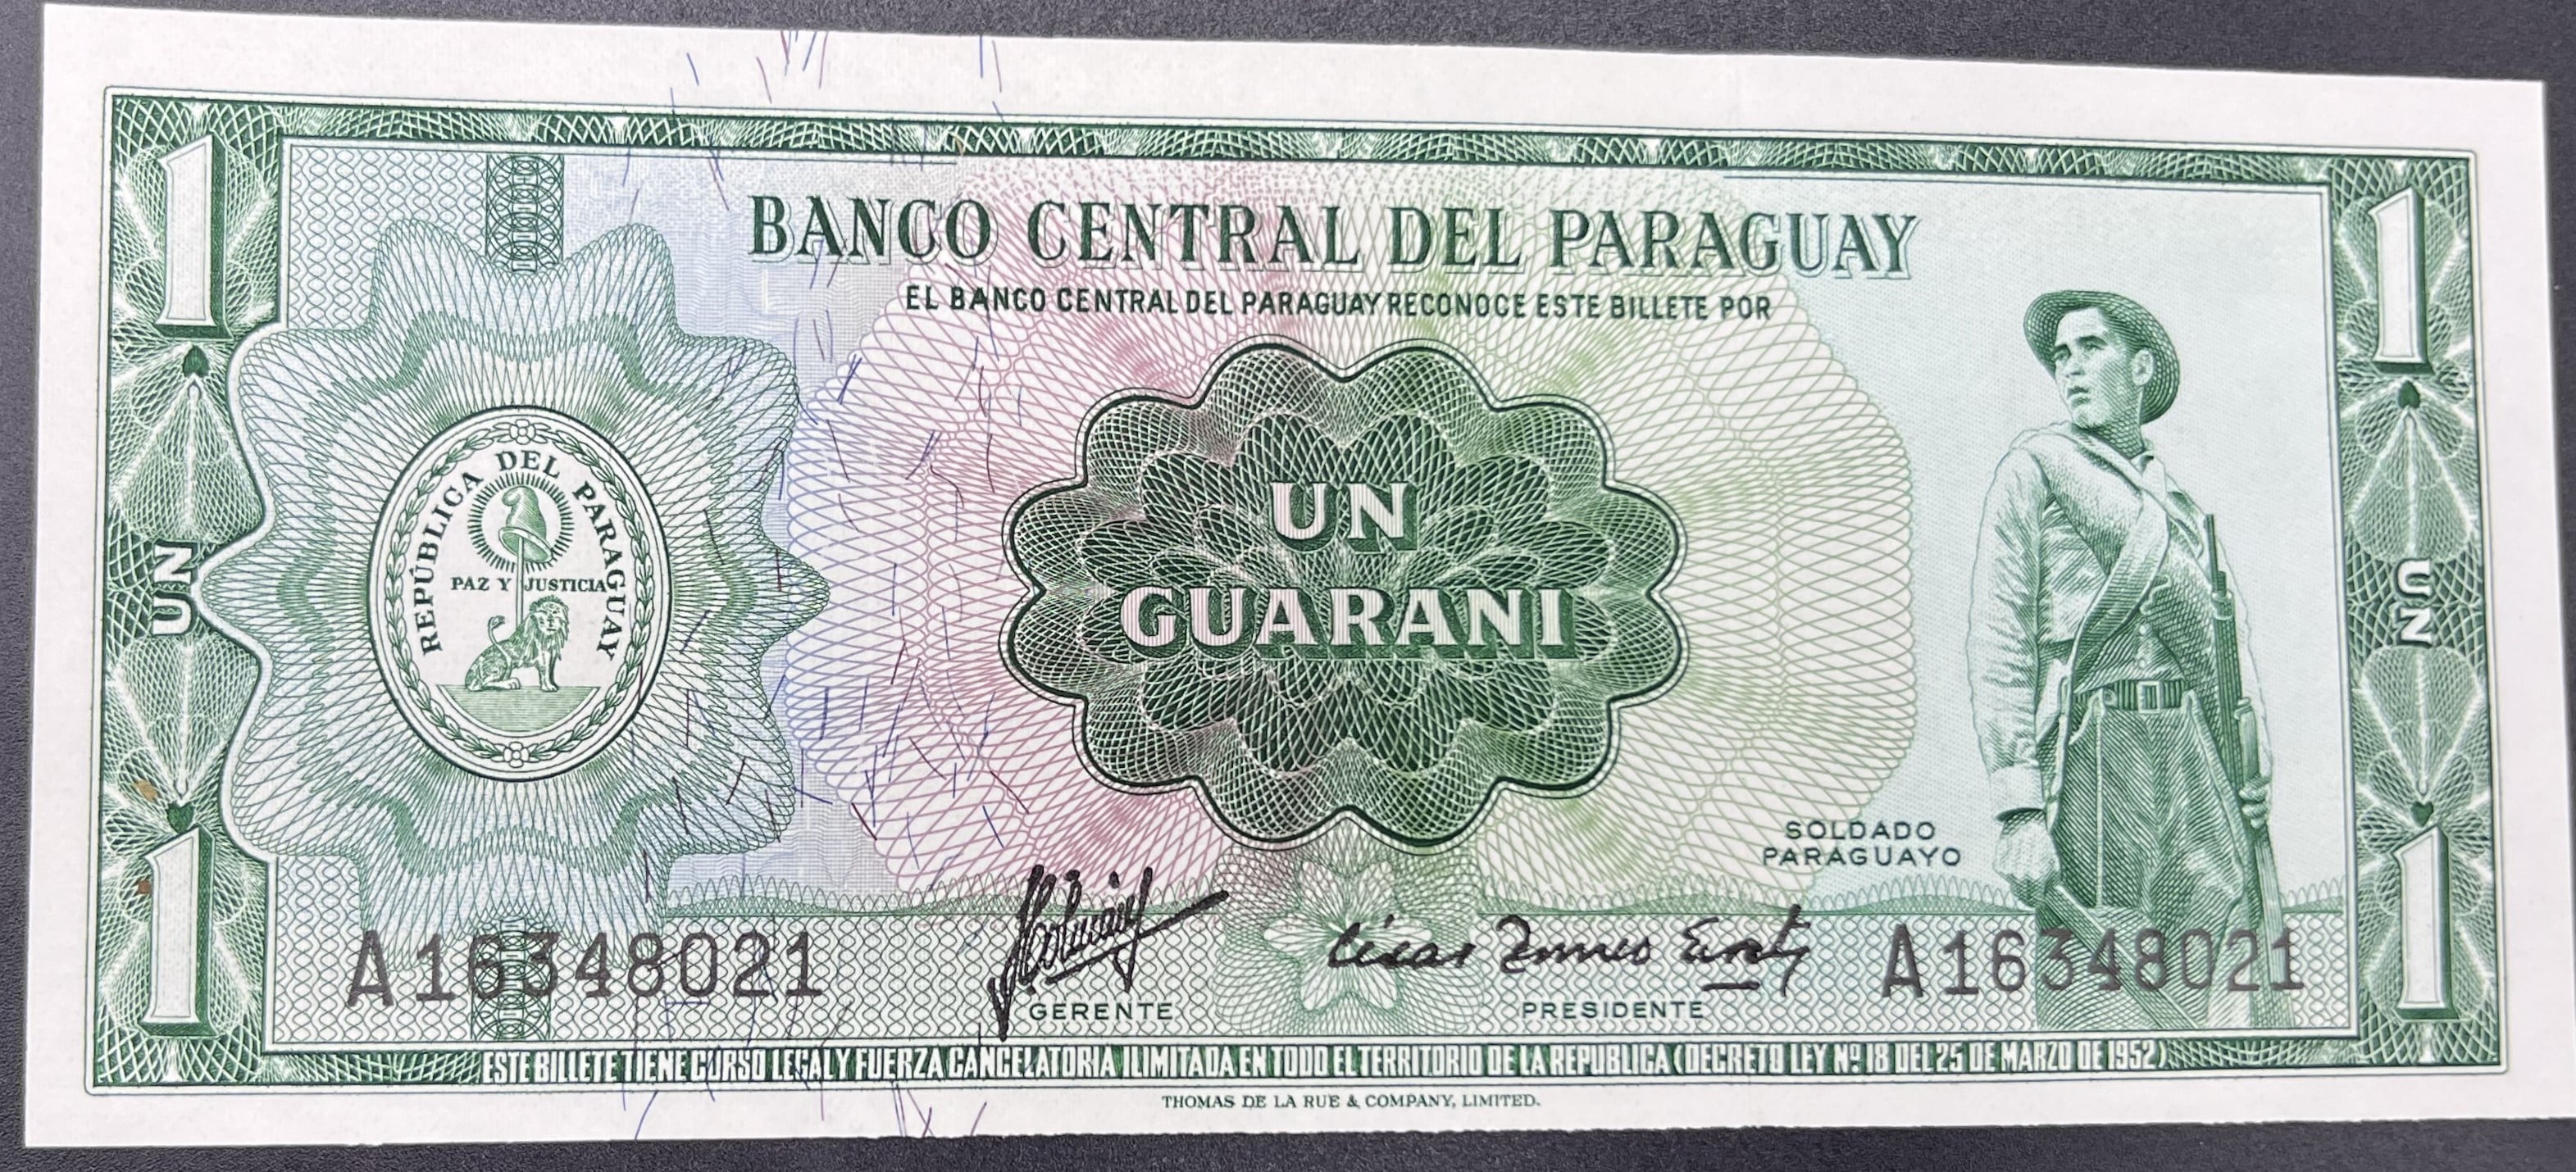 1
1
BANCO CENTRAL DEL PARAGUAY
EL BANCO CENTRAL DEL PARAGUAY RECONOCE ESTE BILLETE POR
REPÚBLICA DEL PARAGUAY
PAZ Y JUSTICIA
UN
UN
GUARANI
UN
SOLDADO
PARAGUAYO
1
1
A16348021
A16348021
GERENTE
PRESIDENTE
ESTE BILLETE TIENE CURSO LEGAL Y FUERZA CANCELATORIA ILIMITADA EN TODO EL TERRITORIO DE LA REPUBLICA (DECRETO LEY Nº 18 DEL 25 DE MARZO DE 1952)
THOMAS DE LA RUE & COMPANY, LIMITED.